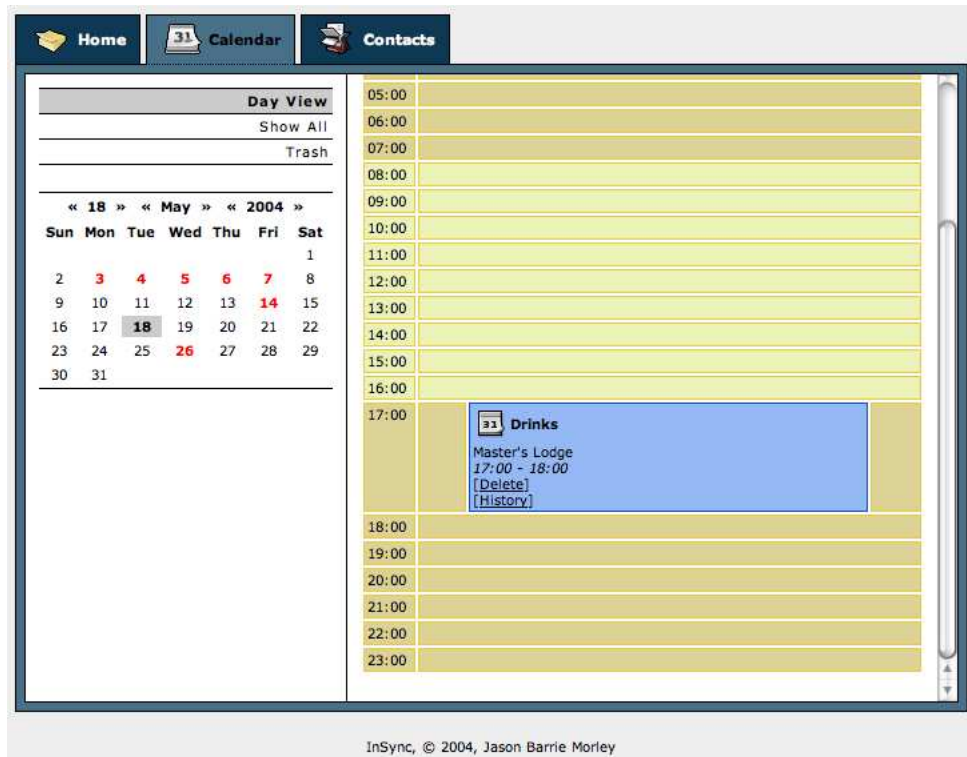 Home
31 Calendar
Contacts
Day View
Show All
Trash
« 18 » « May » « 2004 »
Sun Mon Tue Wed Thu Fri Sat
1
2 3 4 5 6 7 8
9 10 11 12 13 14 15
16 17 18 19 20 21 22
23 24 25 26 27 28 29
30 31
05:00
06:00
07:00
08:00
09:00
10:00
11:00
12:00
13:00
14:00
15:00
16:00
17:00
31 Drinks
Master's Lodge
17:00 - 18:00
[Delete]
[History]
18:00
19:00
20:00
21:00
22:00
23:00
InSync, © 2004, Jason Barrie Morley